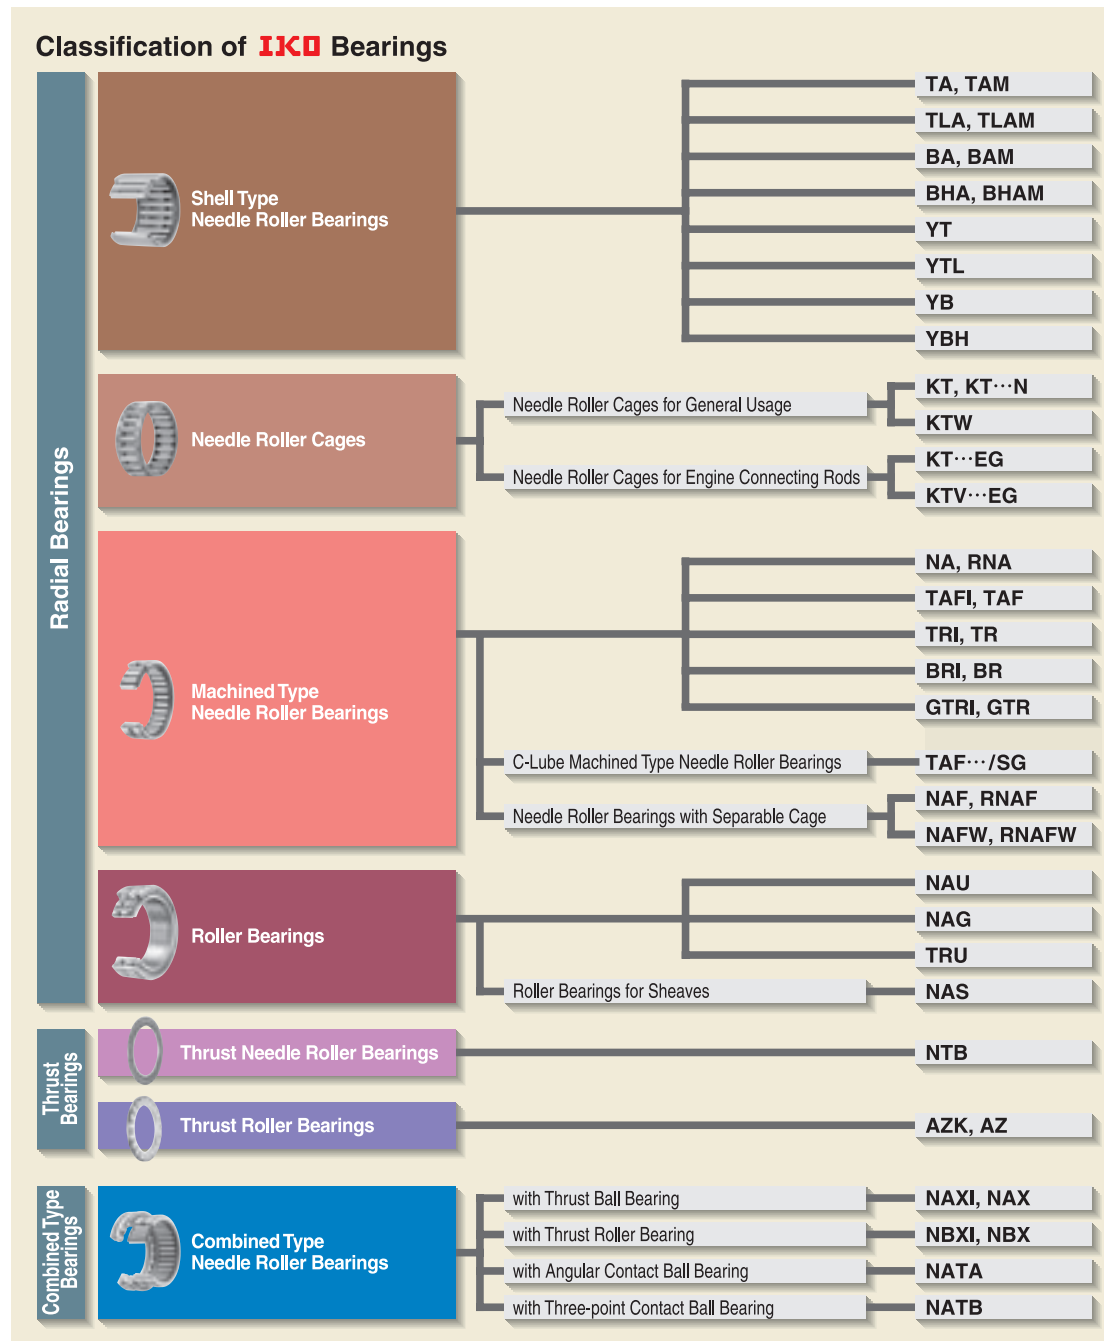 Classification of IKO Bearings
Radial Bearings
Shell Type
Needle Roller Bearings
TA, TAM
TLA, TLAM
BA, BAM
BHA, BHAM
YT
YTL
YB
YBH
Needle Roller Cages
Needle Roller Cages for General Usage
KT, KT···N
KTW
Needle Roller Cages for Engine Connecting Rods
KT···EG
KTV···EG
Machined Type
Needle Roller Bearings
NA, RNA
TAFI, TAF
TRI, TR
BRI, BR
GTRI, GTR
C-Lube Machined Type Needle Roller Bearings
TAF···/SG
Needle Roller Bearings with Separable Cage
NAF, RNAF
NAFW, RNAFW
Roller Bearings
NAU
NAG
TRU
Roller Bearings for Sheaves
NAS
Thrust
Bearings
Thrust Needle Roller Bearings
NTB
Thrust Roller Bearings
AZK, AZ
Combined Type
Bearings
Combined Type
Needle Roller Bearings
with Thrust Ball Bearing
NAXI, NAX
with Thrust Roller Bearing
NBXI, NBX
with Angular Contact Ball Bearing
NATA
with Three-point Contact Ball Bearing
NATB